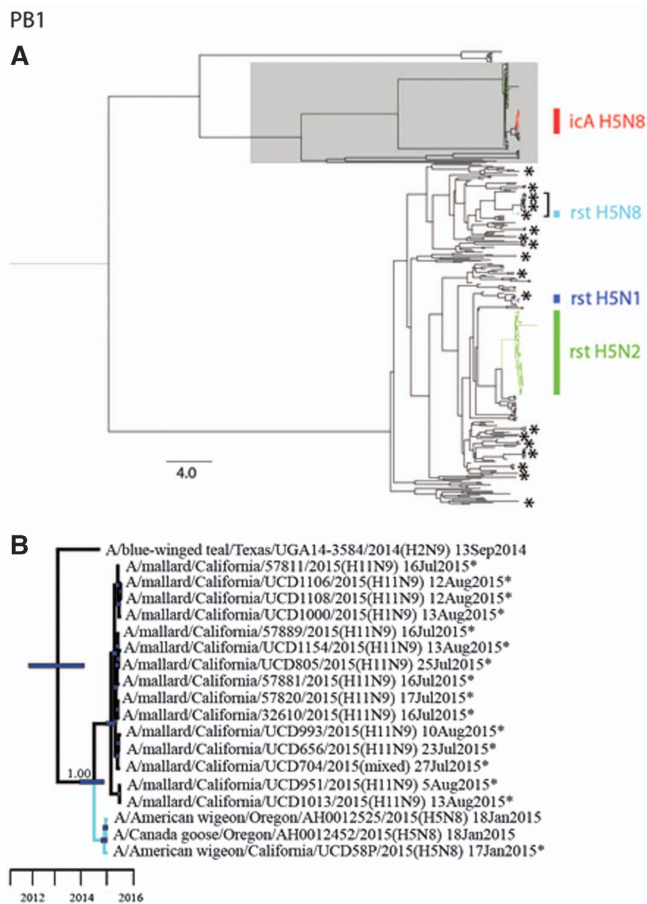 PB1
A
icA H5N8
rst H5N8
rst H5N1
rst H5N2
4.0
B
A/blue-winged teal/Texas/UGA14-3584/2014(H2N9) 13Sep2014
A/mallard/California/57811/2015(H11N9) 16Jul2015*
A/mallard/California/UCD1106/2015(H11N9) 12Aug2015*
A/mallard/California/UCD1108/2015(H11N9) 12Aug2015*
A/mallard/California/UCD1000/2015(H1N9) 13Aug2015*
A/mallard/California/57889/2015(H11N9) 16Jul2015*
A/mallard/California/UCD1154/2015(H11N9) 13Aug2015*
A/mallard/California/UCD805/2015(H11N9) 25Jul2015*
A/mallard/California/57881/2015(H11N9) 16Jul2015*
A/mallard/California/57820/2015(H11N9) 17Jul2015*
A/mallard/California/32610/2015(H11N9) 16Jul2015*
A/mallard/California/UCD993/2015(H11N9) 10Aug2015*
A/mallard/California/UCD656/2015(H11N9) 23Jul2015*
A/mallard/California/UCD704/2015(mixed) 27Jul2015*
A/mallard/California/UCD951/2015(H11N9) 5Aug2015*
A/mallard/California/UCD1013/2015(H11N9) 13Aug2015*
A/American wigeon/Oregon/AH0012525/2015(H5N8) 18Jan2015
A/Canada goose/Oregon/AH0012452/2015(H5N8) 18Jan2015
A/American wigeon/California/UCD58P/2015(H5N8) 17Jan2015*
1.00
2012 2014 2016